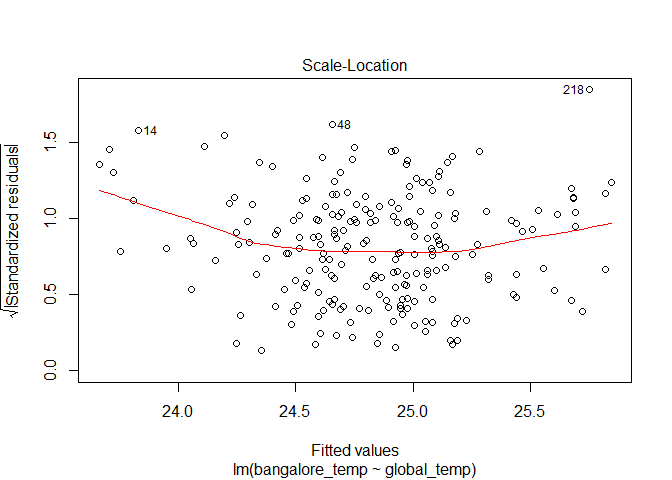 Scale-Location
√|Standardized residuals|
1.5
1.0
0.5
0.0
218
14
48
24.0
24.5
25.0
25.5
Fitted values
lm(bangalore_temp ~ global_temp)